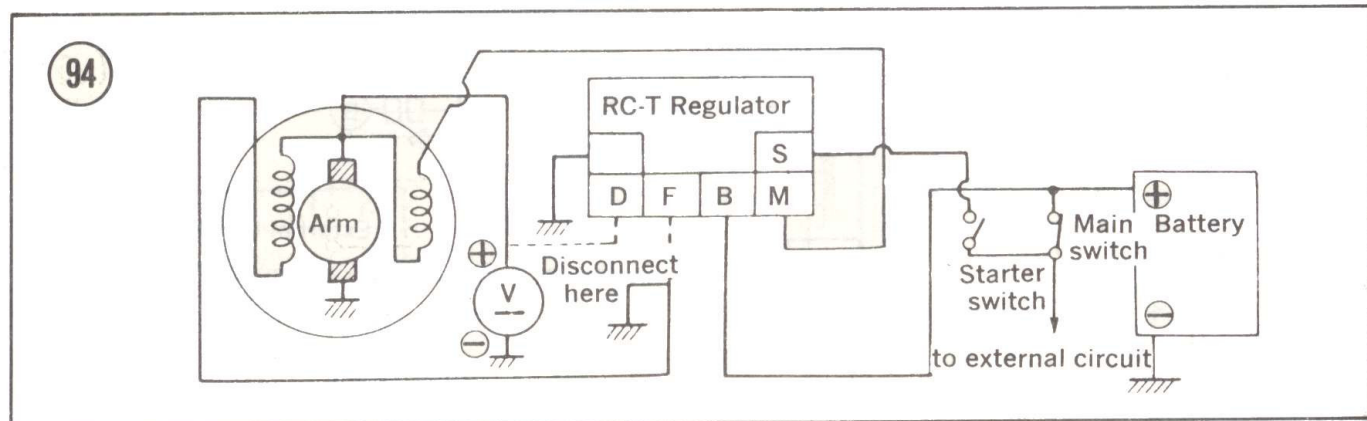 94
RC-T Regulator
S
D F B M
Arm
+
V
-
Disconnect
here
+
Battery
Main
switch
Starter
switch
-
to external circuit